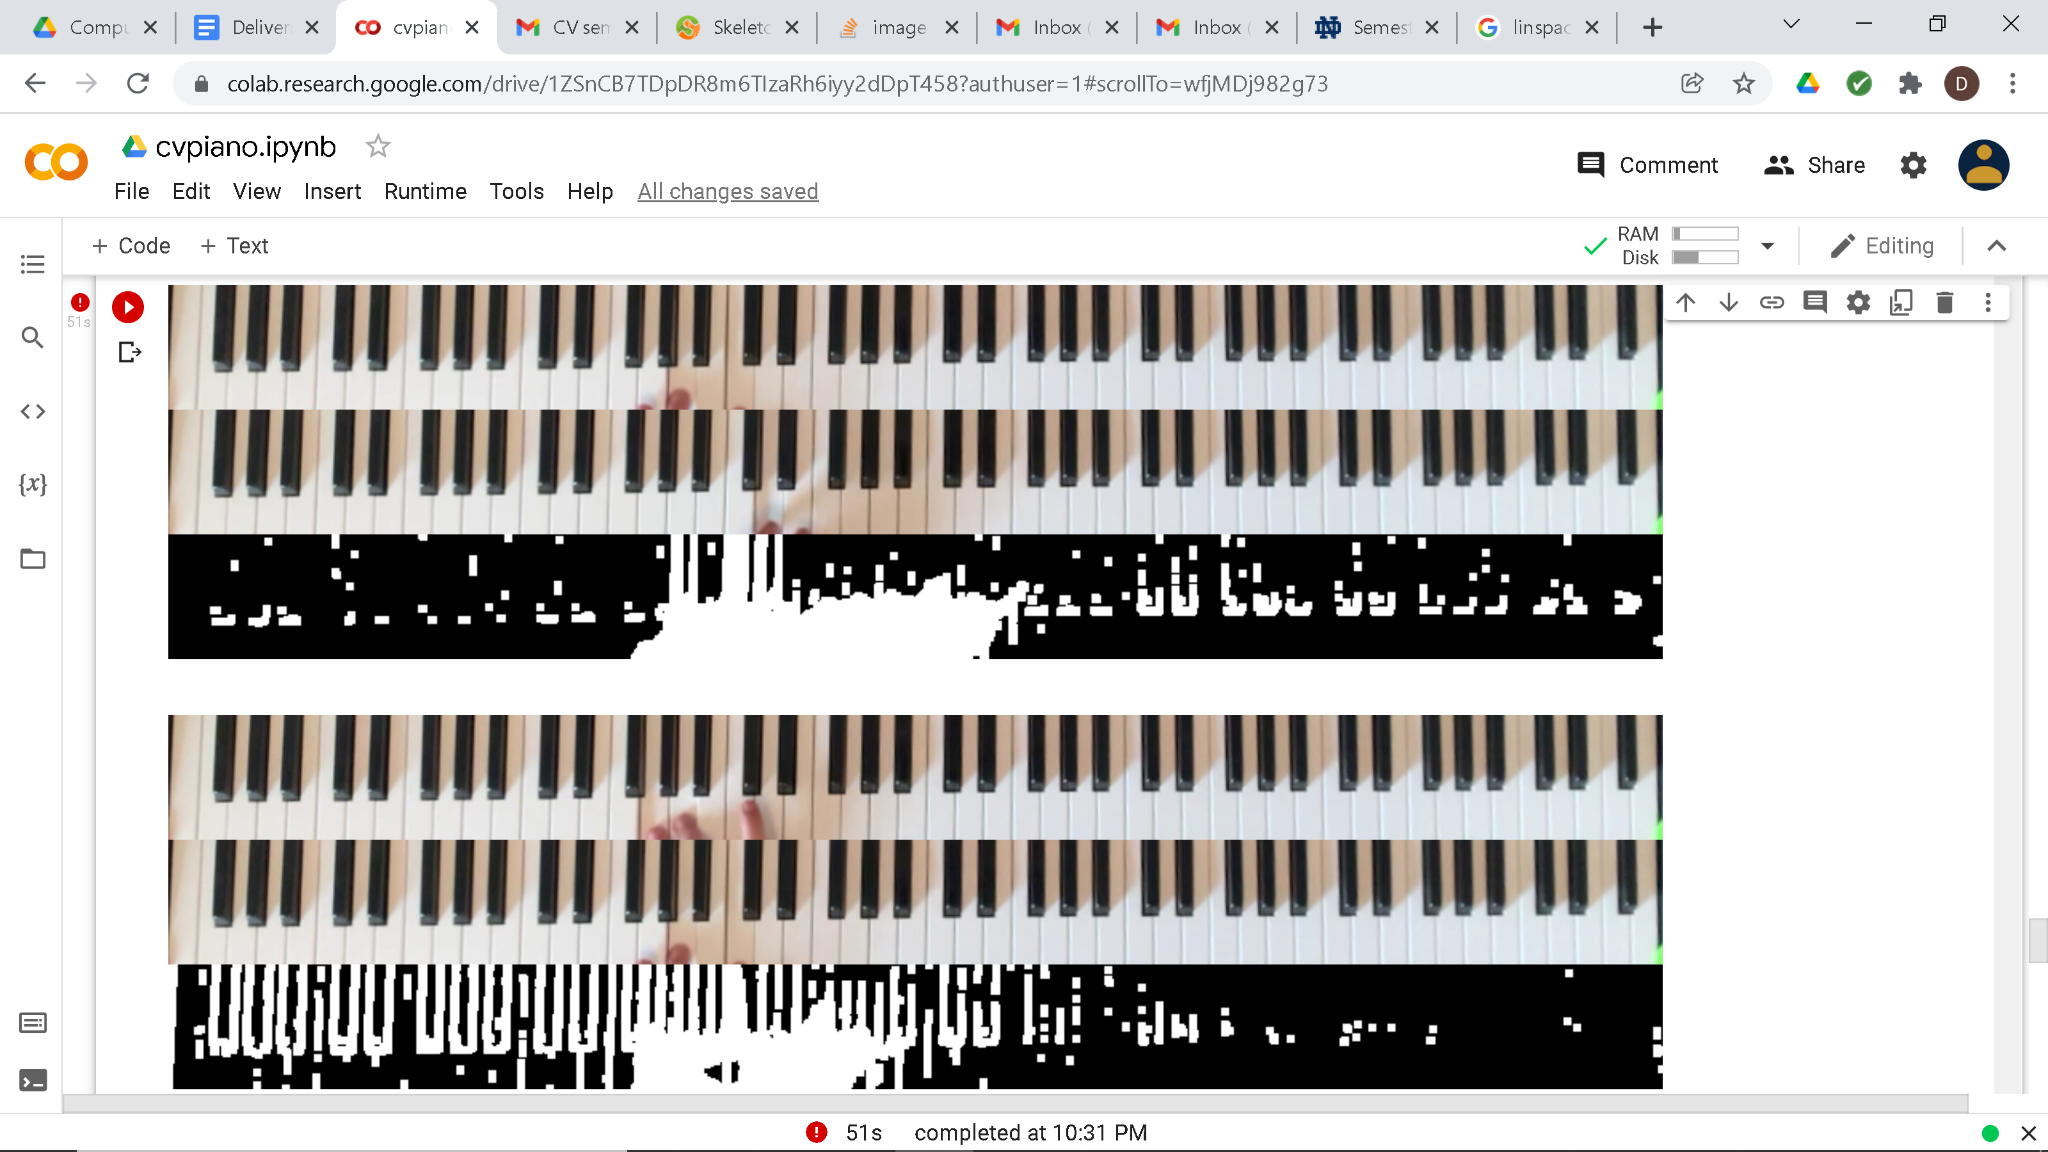 Compu Deliver cvpian CV sem Skeletc image Inbox ( Inbox ( Semest linspac
colab.research.google.com/drive/1ZSnCB7TDpDR8m6TIzaRh6iyy2dDpT458?authuser=1#scrollTo=wfjMDj982g73
D
cvpiano.ipynb
File Edit View Insert Runtime Tools Help All changes saved
Comment Share
+ Code + Text
RAM
Disk
Editing
51s
{x}
51s completed at 10:31 PM